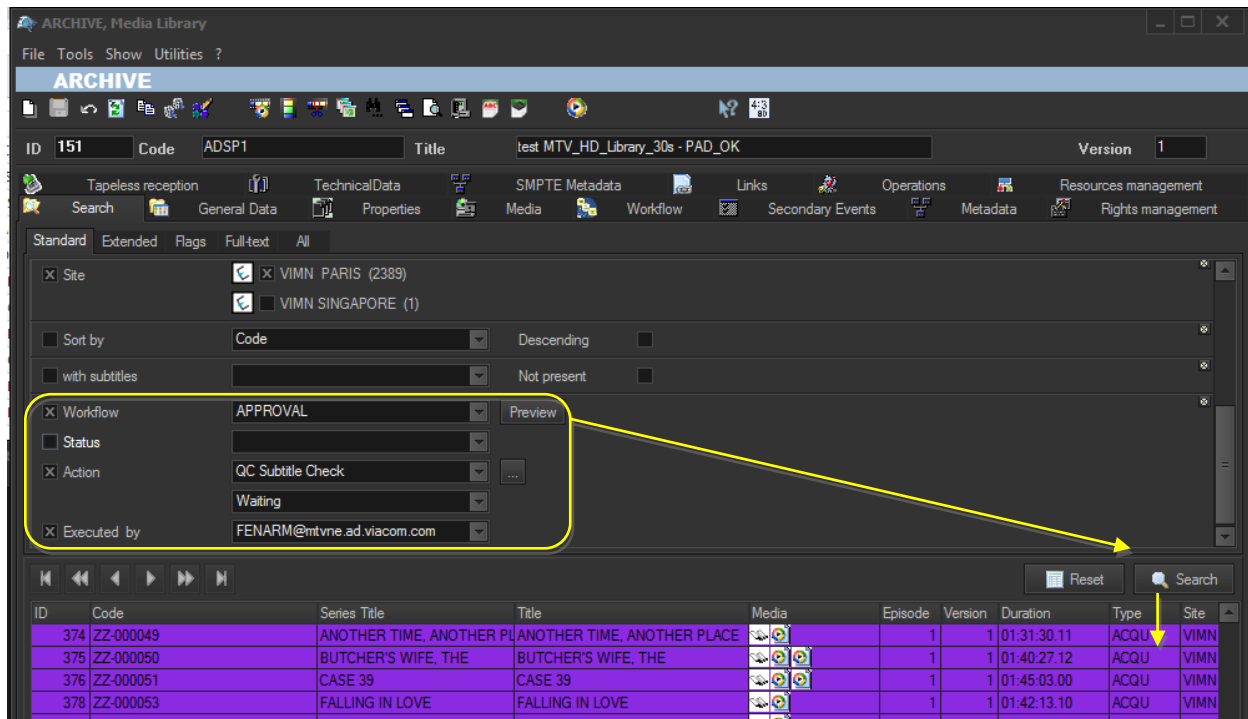 ARCHIVE, Media Library
File Tools Show Utilities ?
ARCHIVE
4:3
ID 151 Code ADSP1 Title test MTV_HD_Library_30s - PAD_OK Version 1
Tapeless reception TechnicalData SMPTE Metadata Links Operations Resources management
Search General Data Properties Media Workflow Secondary Events Metadata Rights management
Standard Extended Flags Full-text All
Site VIMN PARIS (2389)
VIMN SINGAPORE (1)
Sort by Code Descending
with subtitles Not present
Workflow APPROVAL Preview
Status
Action QC Subtitle Check ...
Waiting
Executed by FENARM@mtvne.ad.viacom.com
Reset Search
ID Code Series Title Title Media Episode Version Duration Type Site
374 ZZ-000049 ANOTHER TIME, ANOTHER PL ANOTHER TIME, ANOTHER PLACE 1 1 01:31:30.11 ACQU VIMN
375 ZZ-000050 BUTCHER'S WIFE, THE BUTCHER'S WIFE, THE 1 1 01:40:27.12 ACQU VIMN
376 ZZ-000051 CASE 39 CASE 39 1 1 01:45:03.00 ACQU VIMN
378 ZZ-000053 FALLING IN LOVE FALLING IN LOVE 1 1 01:42:13.10 ACQU VIMN